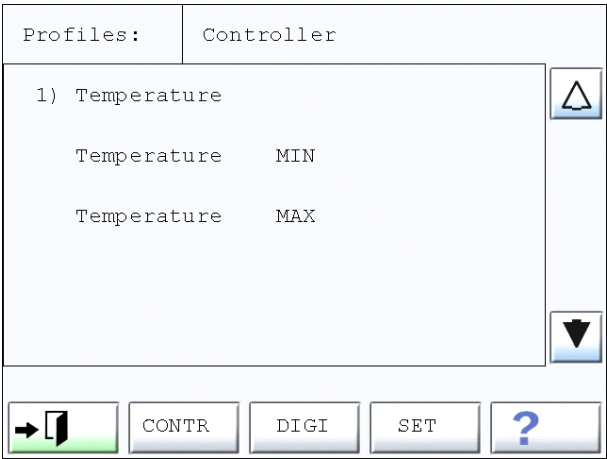 Profiles: Controller
1) Temperature
Temperature MIN
Temperature MAX
CONTR DIGI SET ?